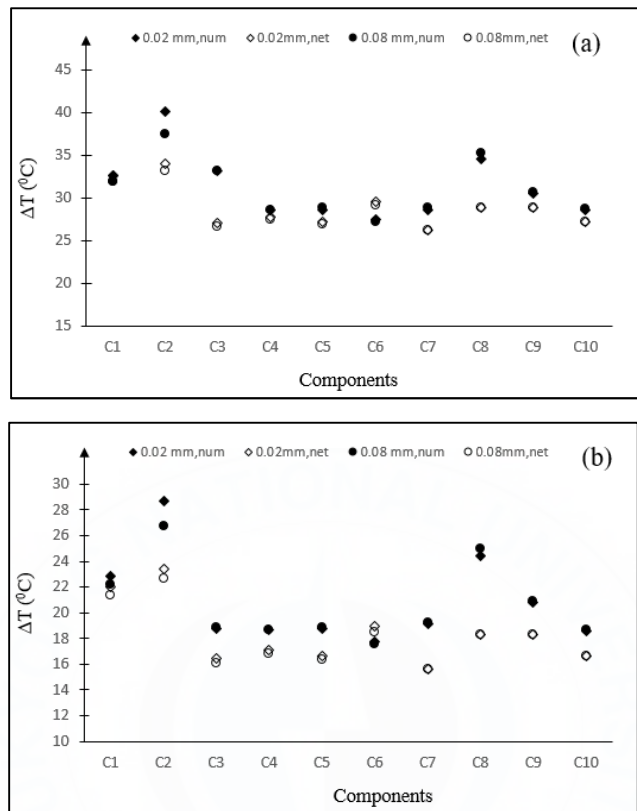 ◆ 0.02 mm,num ◇ 0.02mm,net ● 0.08 mm,num ○ 0.08mm,net (a)
45
40
35
30
25
20
15
ΔT (⁰C)
C1 C2 C3 C4 C5 C6 C7 C8 C9 C10
Components
◆ 0.02 mm,num ◇ 0.02mm,net ● 0.08 mm,num ○ 0.08mm,net (b)
30
28
26
24
22
20
18
16
14
12
10
ΔT (⁰C)
C1 C2 C3 C4 C5 C6 C7 C8 C9 C10
Components